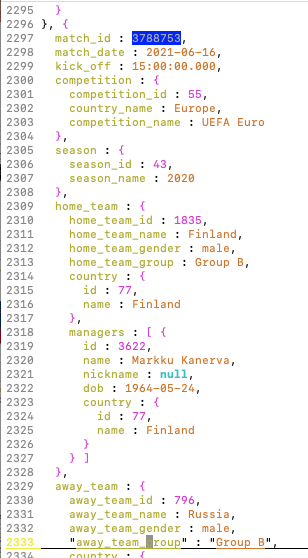 2295 }
2296 }, {
2297 match_id : 3788753,
2298 match_date : 2021-06-16,
2299 kick_off : 15:00:00.000,
2300 competition : {
2301 competition_id : 55,
2302 country_name : Europe,
2303 competition_name : UEFA Euro
2304 },
2305 season : {
2306 season_id : 43,
2307 season_name : 2020
2308 },
2309 home_team : {
2310 home_team_id : 1835,
2311 home_team_name : Finland,
2312 home_team_gender : male,
2313 home_team_group : Group B,
2314 country : {
2315 id : 77,
2316 name : Finland
2317 },
2318 managers : [ {
2319 id : 3622,
2320 name : Markku Kanerva,
2321 nickname : null,
2322 dob : 1964-05-24,
2323 country : {
2324 id : 77,
2325 name : Finland
2326 }
2327 } ]
2328 },
2329 away_team : {
2330 away_team_id : 796,
2331 away_team_name : Russia,
2332 away_team_gender : male,
2333 "away_team_group" : "Group B",
2334 country : {